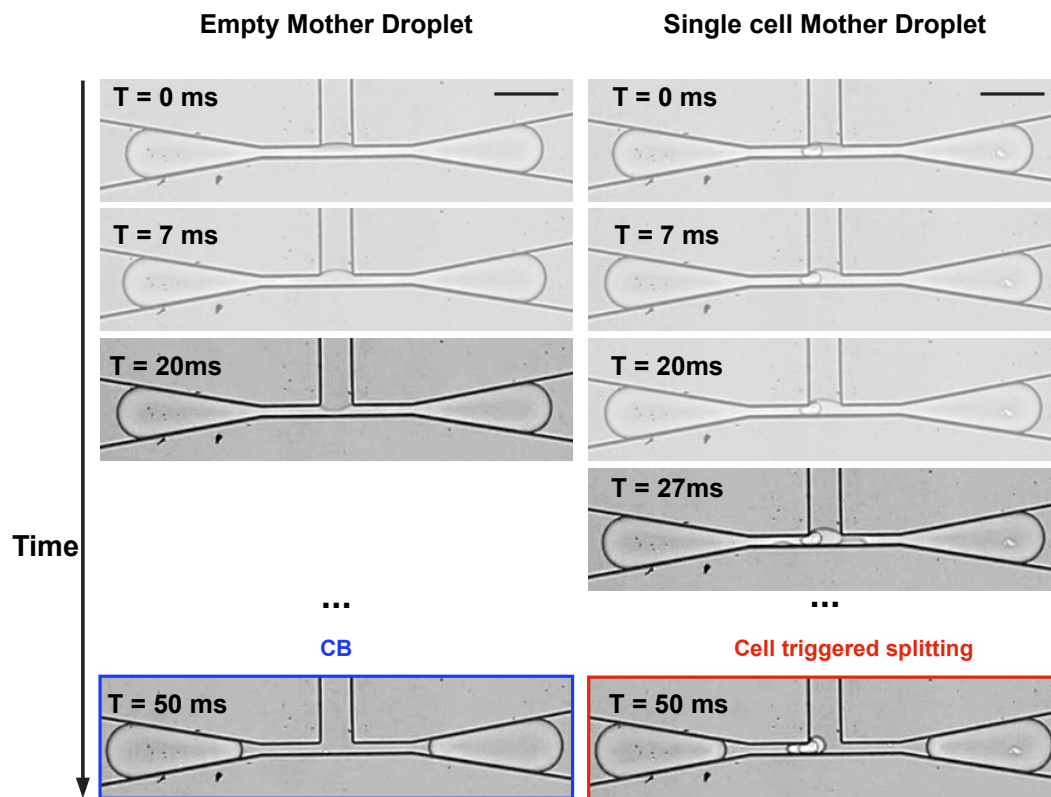 Empty Mother Droplet
Single cell Mother Droplet
T = 0 ms
T = 0 ms
T = 7 ms
T = 7 ms
T = 20ms
T = 20ms
T = 27ms
Time
...
...
CB
Cell triggered splitting
T = 50 ms
T = 50 ms